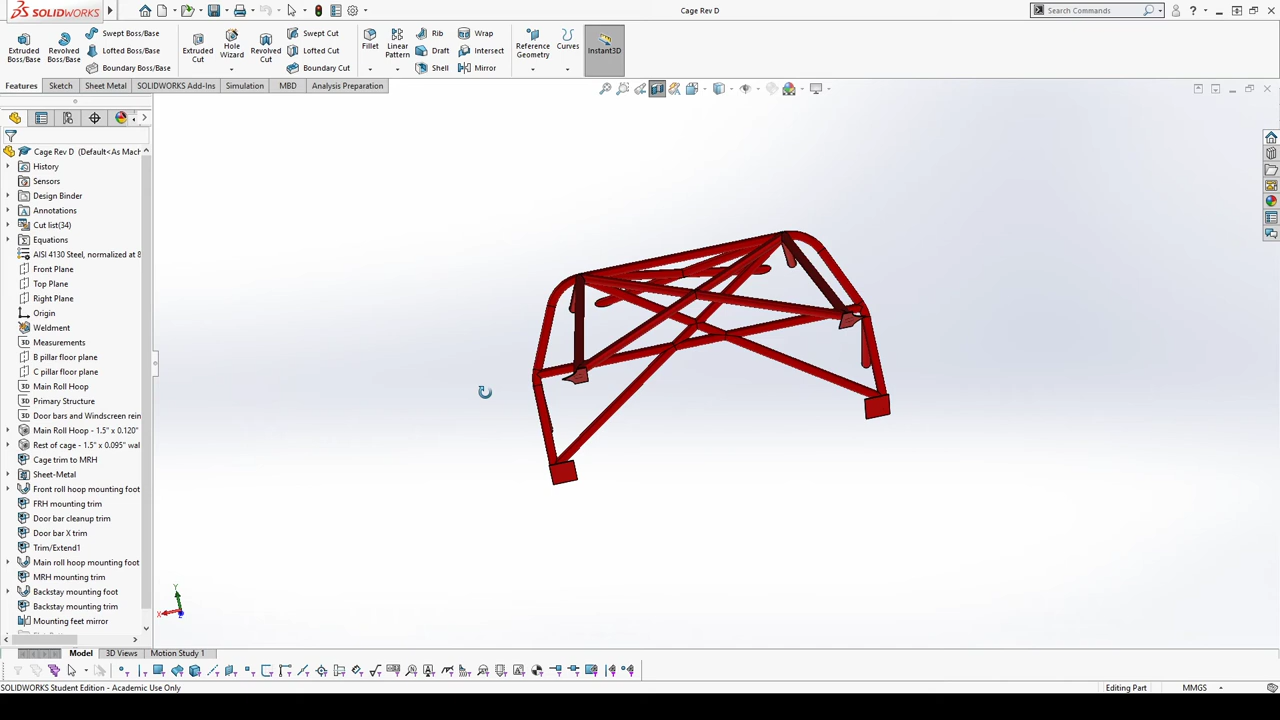 SOLIDWORKS
Cage Rev D
Search Commands
Extruded Boss/Base
Revolved Boss/Base
Swept Boss/Base
Lofted Boss/Base
Boundary Boss/Base
Extruded Cut
Hole Wizard
Revolved Cut
Swept Cut
Lofted Cut
Boundary Cut
Fillet
Linear Pattern
Rib
Draft
Shell
Wrap
Intersect
Mirror
Reference Geometry
Curves
Instant3D
Features Sketch Sheet Metal SOLIDWORKS Add-Ins Simulation MBD Analysis Preparation
Cage Rev D (Default<As Mach
History
Sensors
Design Binder
Annotations
Cut list(34)
Equations
AISI 4130 Steel, normalized at 8
Front Plane
Top Plane
Right Plane
Origin
Weldment
3D Measurements
B pillar floor plane
C pillar floor plane
3D Main Roll Hoop
3D Primary Structure
3D Door bars and Windscreen rein
Main Roll Hoop - 1.5" x 0.120"
Rest of cage - 1.5" x 0.095" wal
Cage trim to MRH
Sheet-Metal
Front roll hoop mounting foot
FRH mounting trim
Door bar cleanup trim
Door bar X trim
Trim/Extend1
Main roll hoop mounting foot
MRH mounting trim
Backstay mounting foot
Backstay mounting trim
Mounting feet mirror
Y
X
Z
Model 3D Views Motion Study 1
SOLIDWORKS Student Edition - Academic Use Only
Editing Part
MMGS